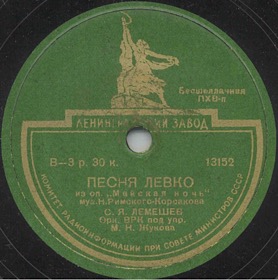 Бесшеллачная
ПХВ-п
ЛЕНИНГРАДСКИЙ ЗАВОД
В—3 р. 30 к. 13152
ПЕСНЯ ЛЕВКО
из оп. „Майская ночь"
муз. Н. Римского-Корсакова
С. Я. ЛЕМЕШЕВ
Орк. ВРК под упр.
М. Н. Жукова
КОМИТЕТ РАДИОИНФОРМАЦИИ ПРИ СОВЕТЕ МИНИСТРОВ СССР